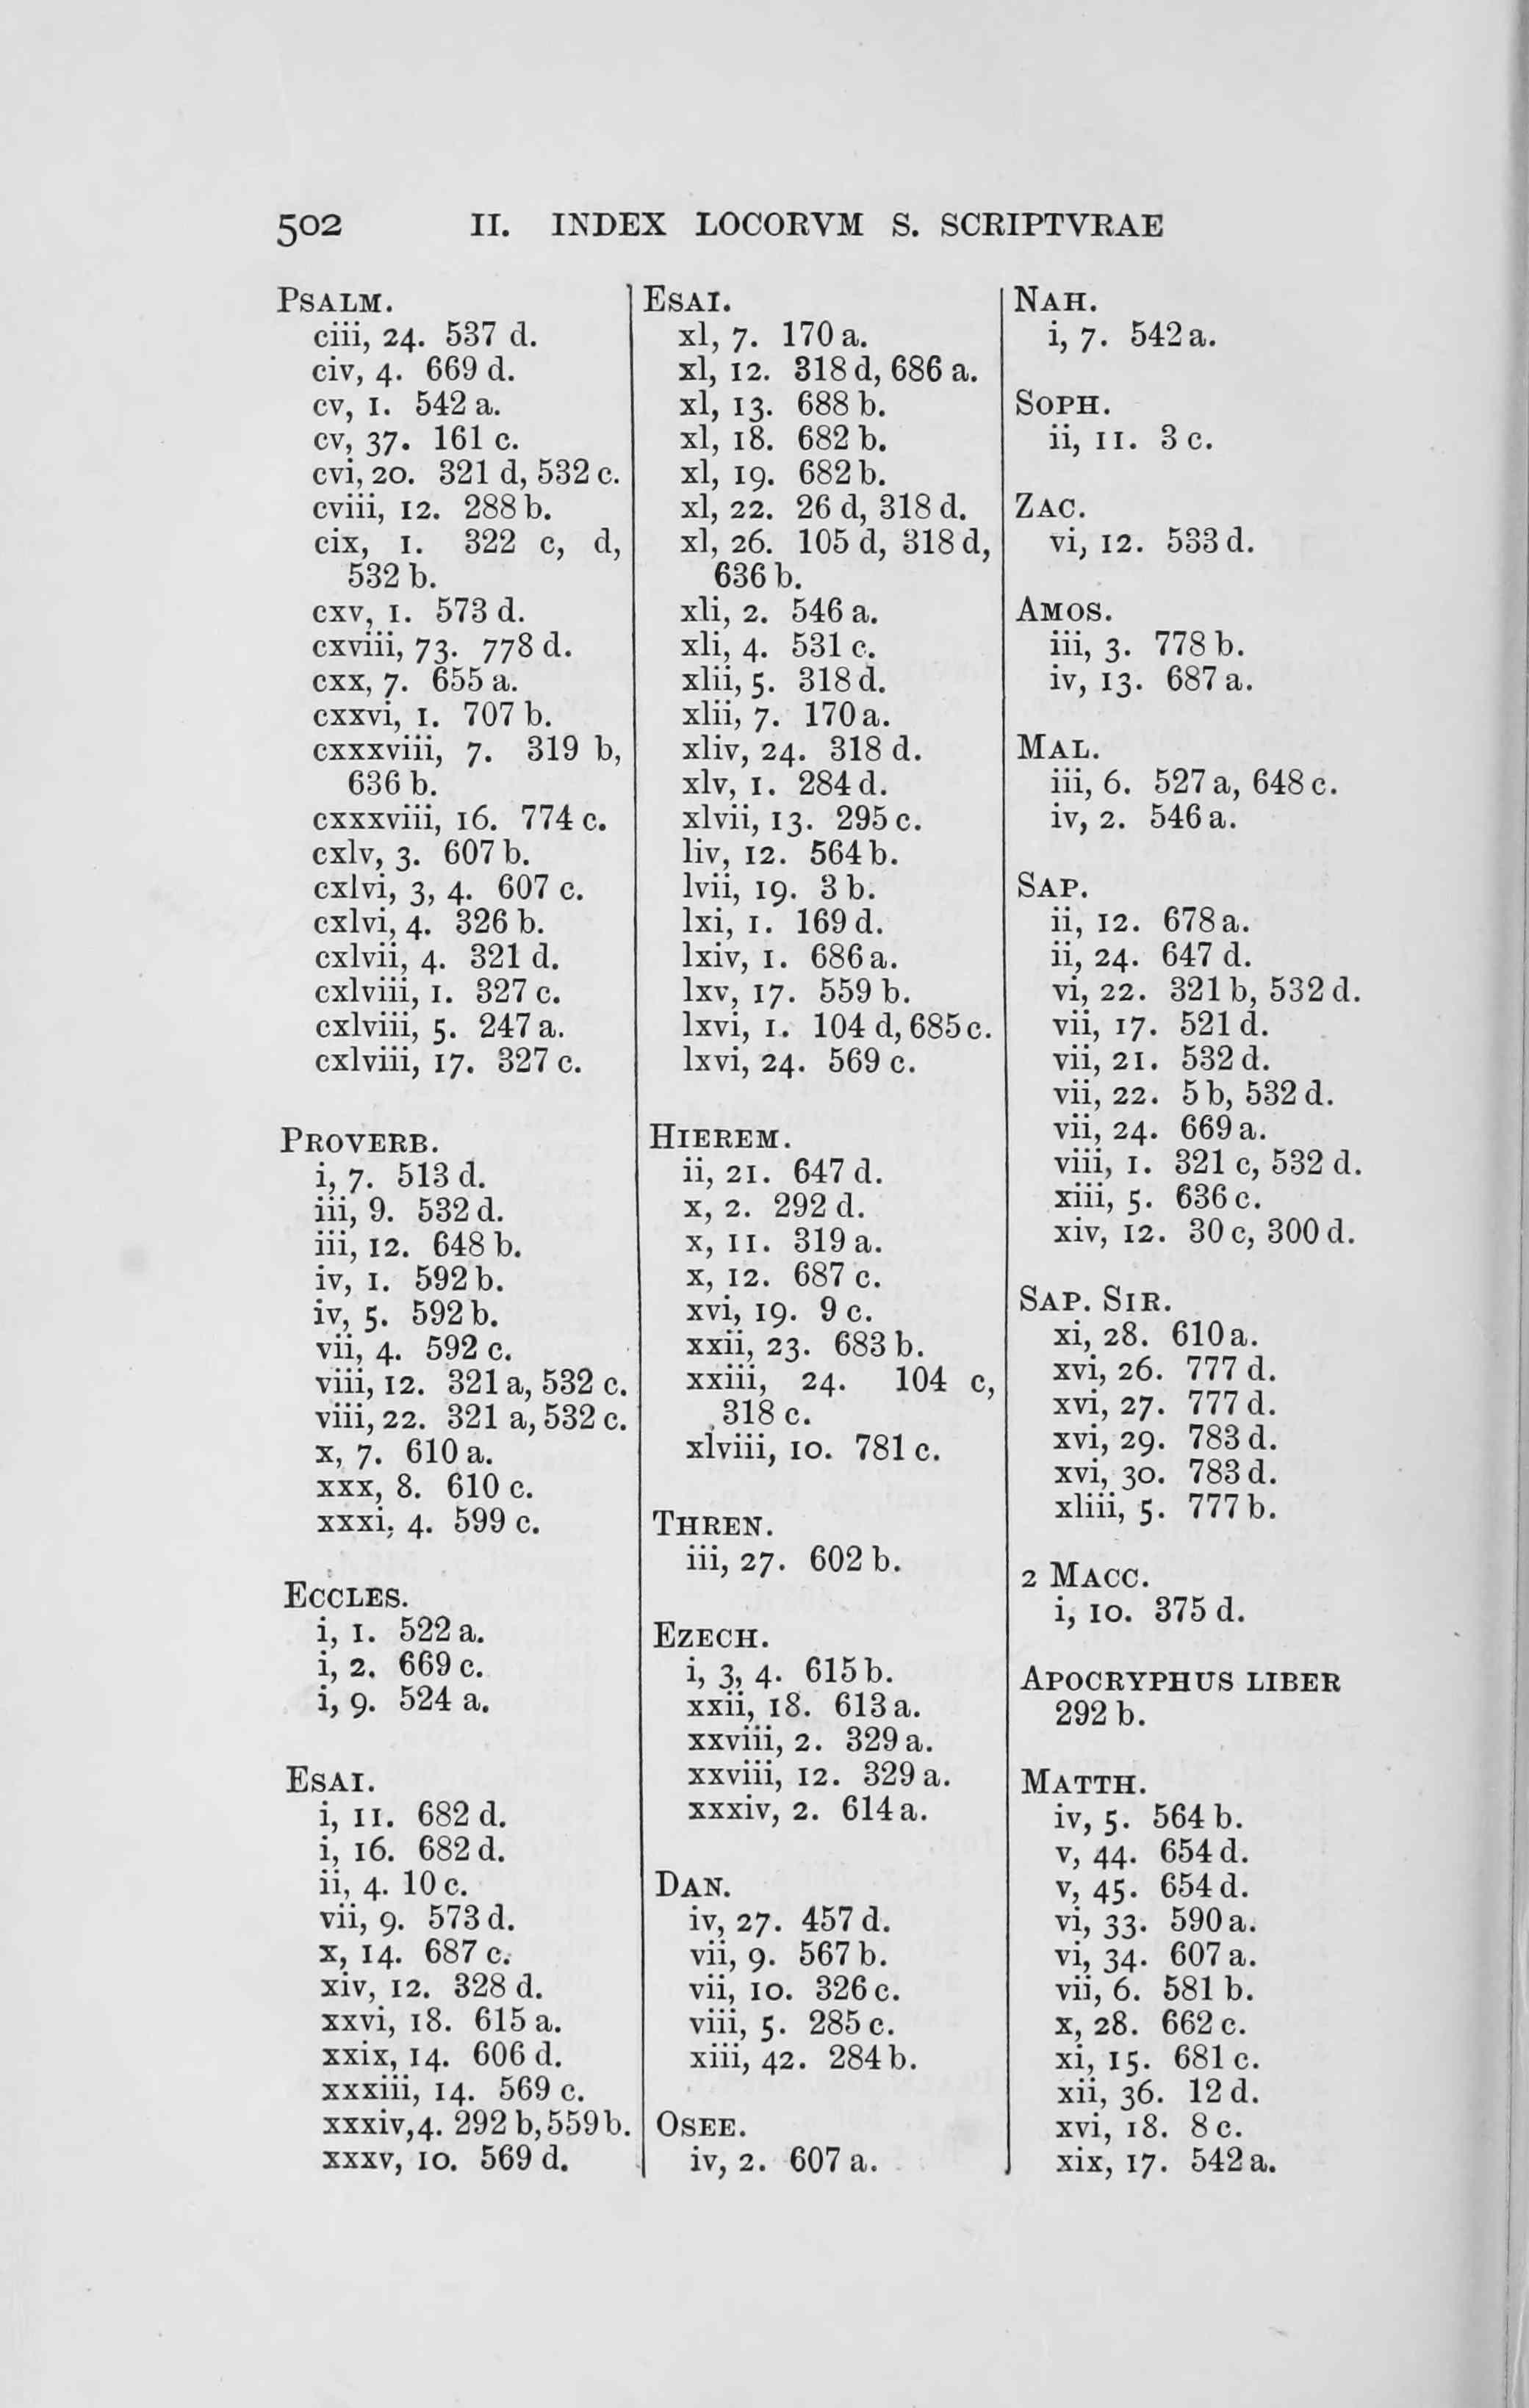 502 II. INDEX LOCORVM S. SCRIPTVRAE
PSALM.
ciii, 24. 537 d.
civ, 4. 669 d.
cv, 1. 542 a.
cv, 37. 161 c.
cvi, 20. 321 d, 532 c.
cviii, 12. 288 b.
cix, 1. 322 c, d,
532 b.
cxv, 1. 573 d.
cxviii, 73. 778 d.
cxx, 7. 655 a.
cxxvi, 1. 707 b.
cxxxviii, 7. 319 b,
636 b.
cxxxviii, 16. 774 c.
cxlv, 3. 607 b.
cxlvi, 3, 4. 607 c.
cxlvi, 4. 326 b.
cxlvii, 4. 321 d.
cxlviii, 1. 327 c.
cxlviii, 5. 247 a.
cxlviii, 17. 327 c.
PROVERB.
i, 7. 513 d.
iii, 9. 532 d.
iii, 12. 648 b.
iv, 1. 592 b.
iv, 5. 592 b.
vii, 4. 592 c.
viii, 12. 321 a, 532 c.
viii, 22. 321 a, 532 c.
x, 7. 610 a.
xxx, 8. 610 c.
xxxi, 4. 599 c.
ECCLES.
i, 1. 522 a.
i, 2. 669 c.
i, 9. 524 a.
ESAI.
i, 11. 682 d.
i, 16. 682 d.
ii, 4. 10 c.
vii, 9. 573 d.
x, 14. 687 c.
xiv, 12. 328 d.
xxvi, 18. 615 a.
xxix, 14. 606 d.
xxxiii, 14. 569 c.
xxxiv, 4. 292 b, 559 b.
xxxv, 10. 569 d.
ESAI.
xl, 7. 170 a.
xl, 12. 318 d, 686 a.
xl, 13. 688 b.
xl, 18. 682 b.
xl, 19. 682 b.
xl, 22. 26 d, 318 d.
xl, 26. 105 d, 318 d,
636 b.
xli, 2. 546 a.
xli, 4. 531 c.
xlii, 5. 318 d.
xlii, 7. 170 a.
xliv, 24. 318 d.
xlv, 1. 284 d.
xlvii, 13. 295 c.
liv, 12. 564 b.
lvii, 19. 3 b.
lxi, 1. 169 d.
lxiv, 1. 686 a.
lxv, 17. 559 b.
lxvi, 1. 104 d, 685 c.
lxvi, 24. 569 c.
HIEREM.
ii, 21. 647 d.
x, 2. 292 d.
x, 11. 319 a.
x, 12. 687 c.
xvi, 19. 9 c.
xxii, 23. 683 b.
xxiii, 24. 104 c,
318 c.
xlviii, 10. 781 c.
THREN.
iii, 27. 602 b.
EZECH.
i, 3, 4. 615 b.
xxii, 18. 613 a.
xxviii, 2. 329 a.
xxviii, 12. 329 a.
xxxiv, 2. 614 a.
DAN.
iv, 27. 457 d.
vii, 9. 567 b.
vii, 10. 326 c.
viii, 5. 285 c.
xiii, 42. 284 b.
OSEE.
iv, 2. 607 a.
NAH.
i, 7. 542 a.
SOPH.
ii, 11. 3 c.
ZAC.
vi, 12. 533 d.
AMOS.
iii, 3. 778 b.
iv, 13. 687 a.
MAL.
iii, 6. 527 a, 648 c.
iv, 2. 546 a.
SAP.
ii, 12. 678 a.
ii, 24. 647 d.
vi, 22. 321 b, 532 d.
vii, 17. 521 d.
vii, 21. 532 d.
vii, 22. 5 b, 532 d.
vii, 24. 669 a.
viii, 1. 321 c, 532 d.
xiii, 5. 636 c.
xiv, 12. 30 c, 300 d.
SAP. SIR.
xi, 28. 610 a.
xvi, 26. 777 d.
xvi, 27. 777 d.
xvi, 29. 783 d.
xvi, 30. 783 d.
xliii, 5. 777 b.
2 MACC.
i, 10. 375 d.
APOCRYPHUS LIBER
292 b.
MATTH.
iv, 5. 564 b.
v, 44. 654 d.
v, 45. 654 d.
vi, 33. 590 a.
vi, 34. 607 a.
vii, 6. 581 b.
x, 28. 662 c.
xi, 15. 681 c.
xii, 36. 12 d.
xvi, 18. 8 c.
xix, 17. 542 a.